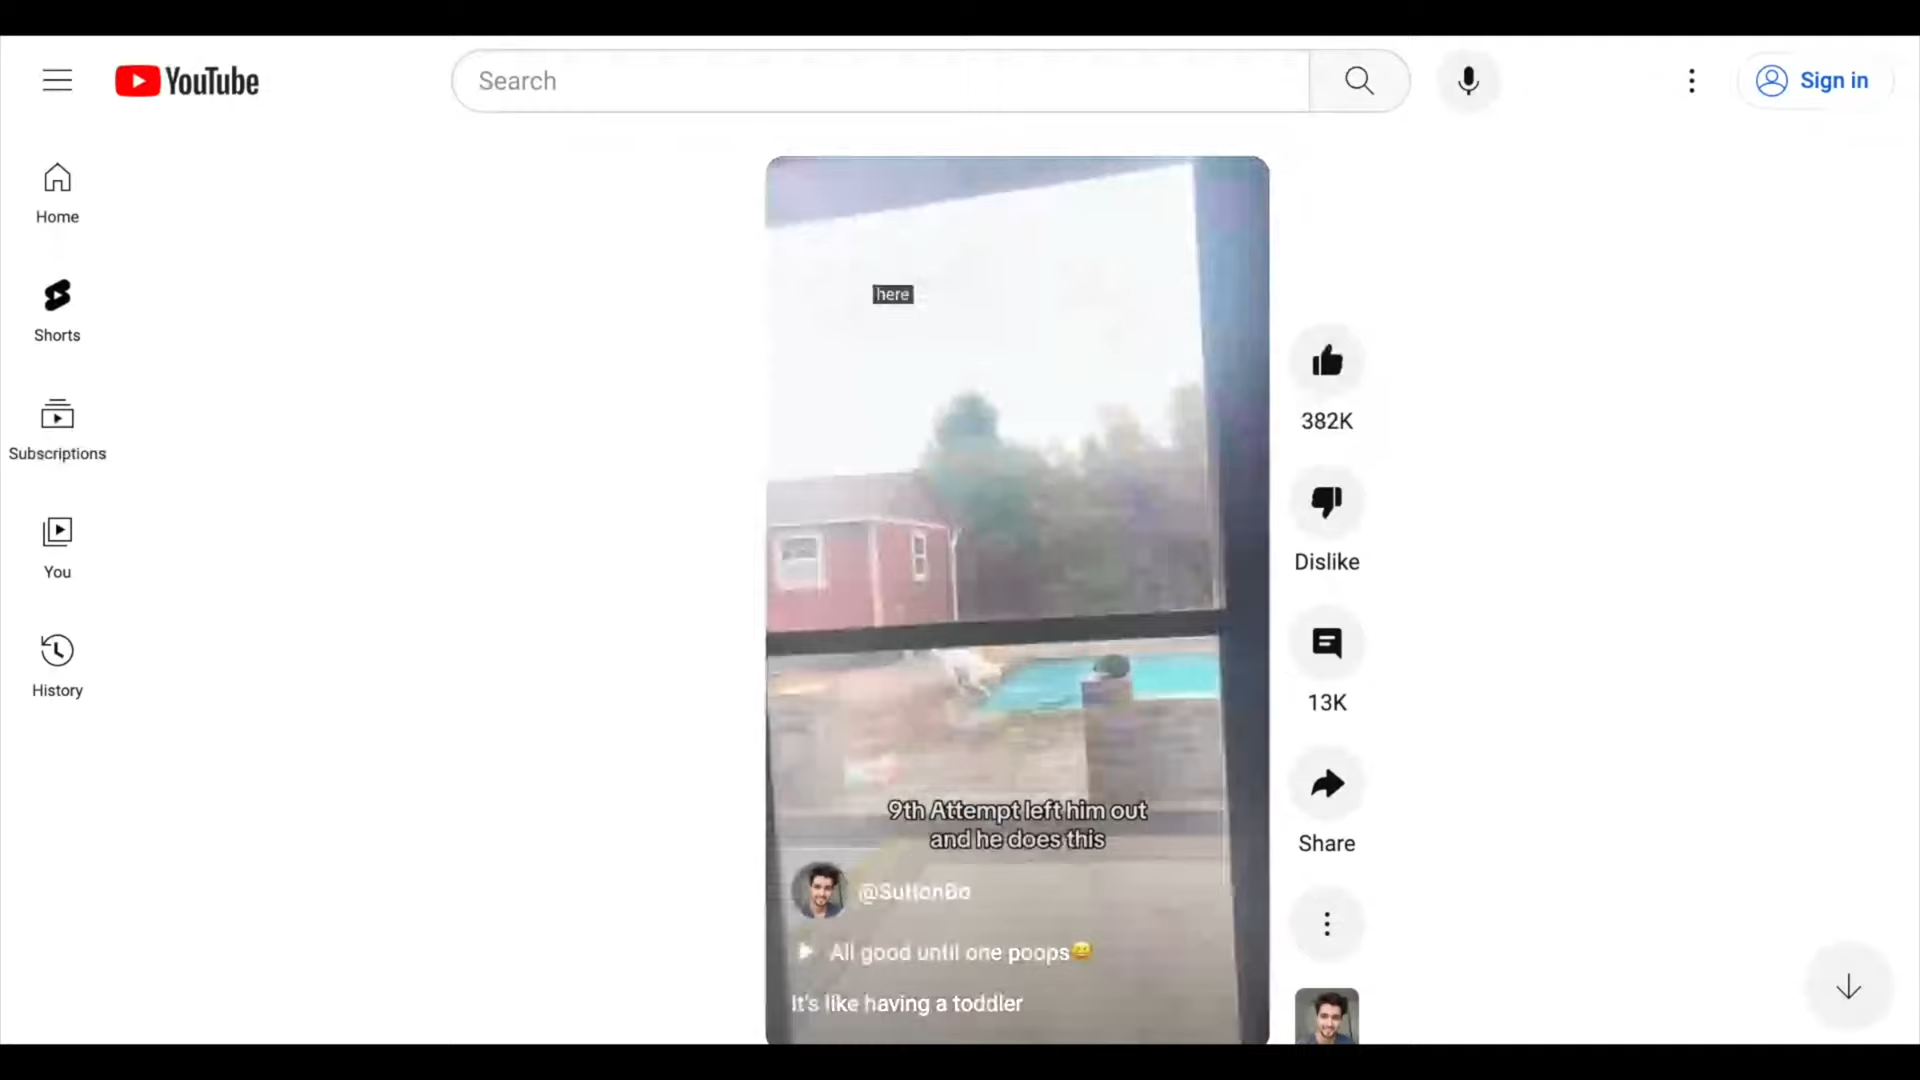 YouTube
Search
Sign in
Home
Shorts
Subscriptions
You
History
here
9th Attempt left him out
and he does this
@SuttonBo
All good until one poops😅
It's like having a toddler
382K
Dislike
13K
Share